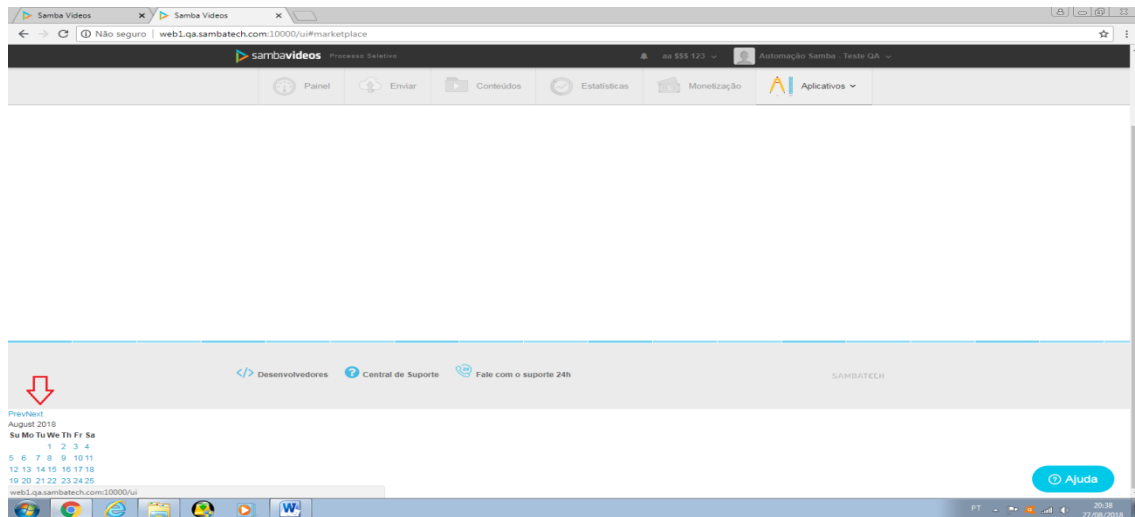 Samba Videos
Samba Videos
Não seguro | web1.qa.sambatech.com:10000/ui#marketplace
sambavideos Processo Seletivo aa $$$ 123 Automação Samba - Teste QA
Painel Enviar Conteúdos Estatísticas Monetização Aplicativos
</> Desenvolvedores ? Central de Suporte 24 Fale com o suporte 24h SAMBATECH
PrevNext
August 2018
Su Mo Tu We Th Fr Sa
1 2 3 4
5 6 7 8 9 10 11
12 13 14 15 16 17 18
19 20 21 22 23 24 25
web1.qa.sambatech.com:10000/ui
Ajuda
PT 20:38
27/08/2018